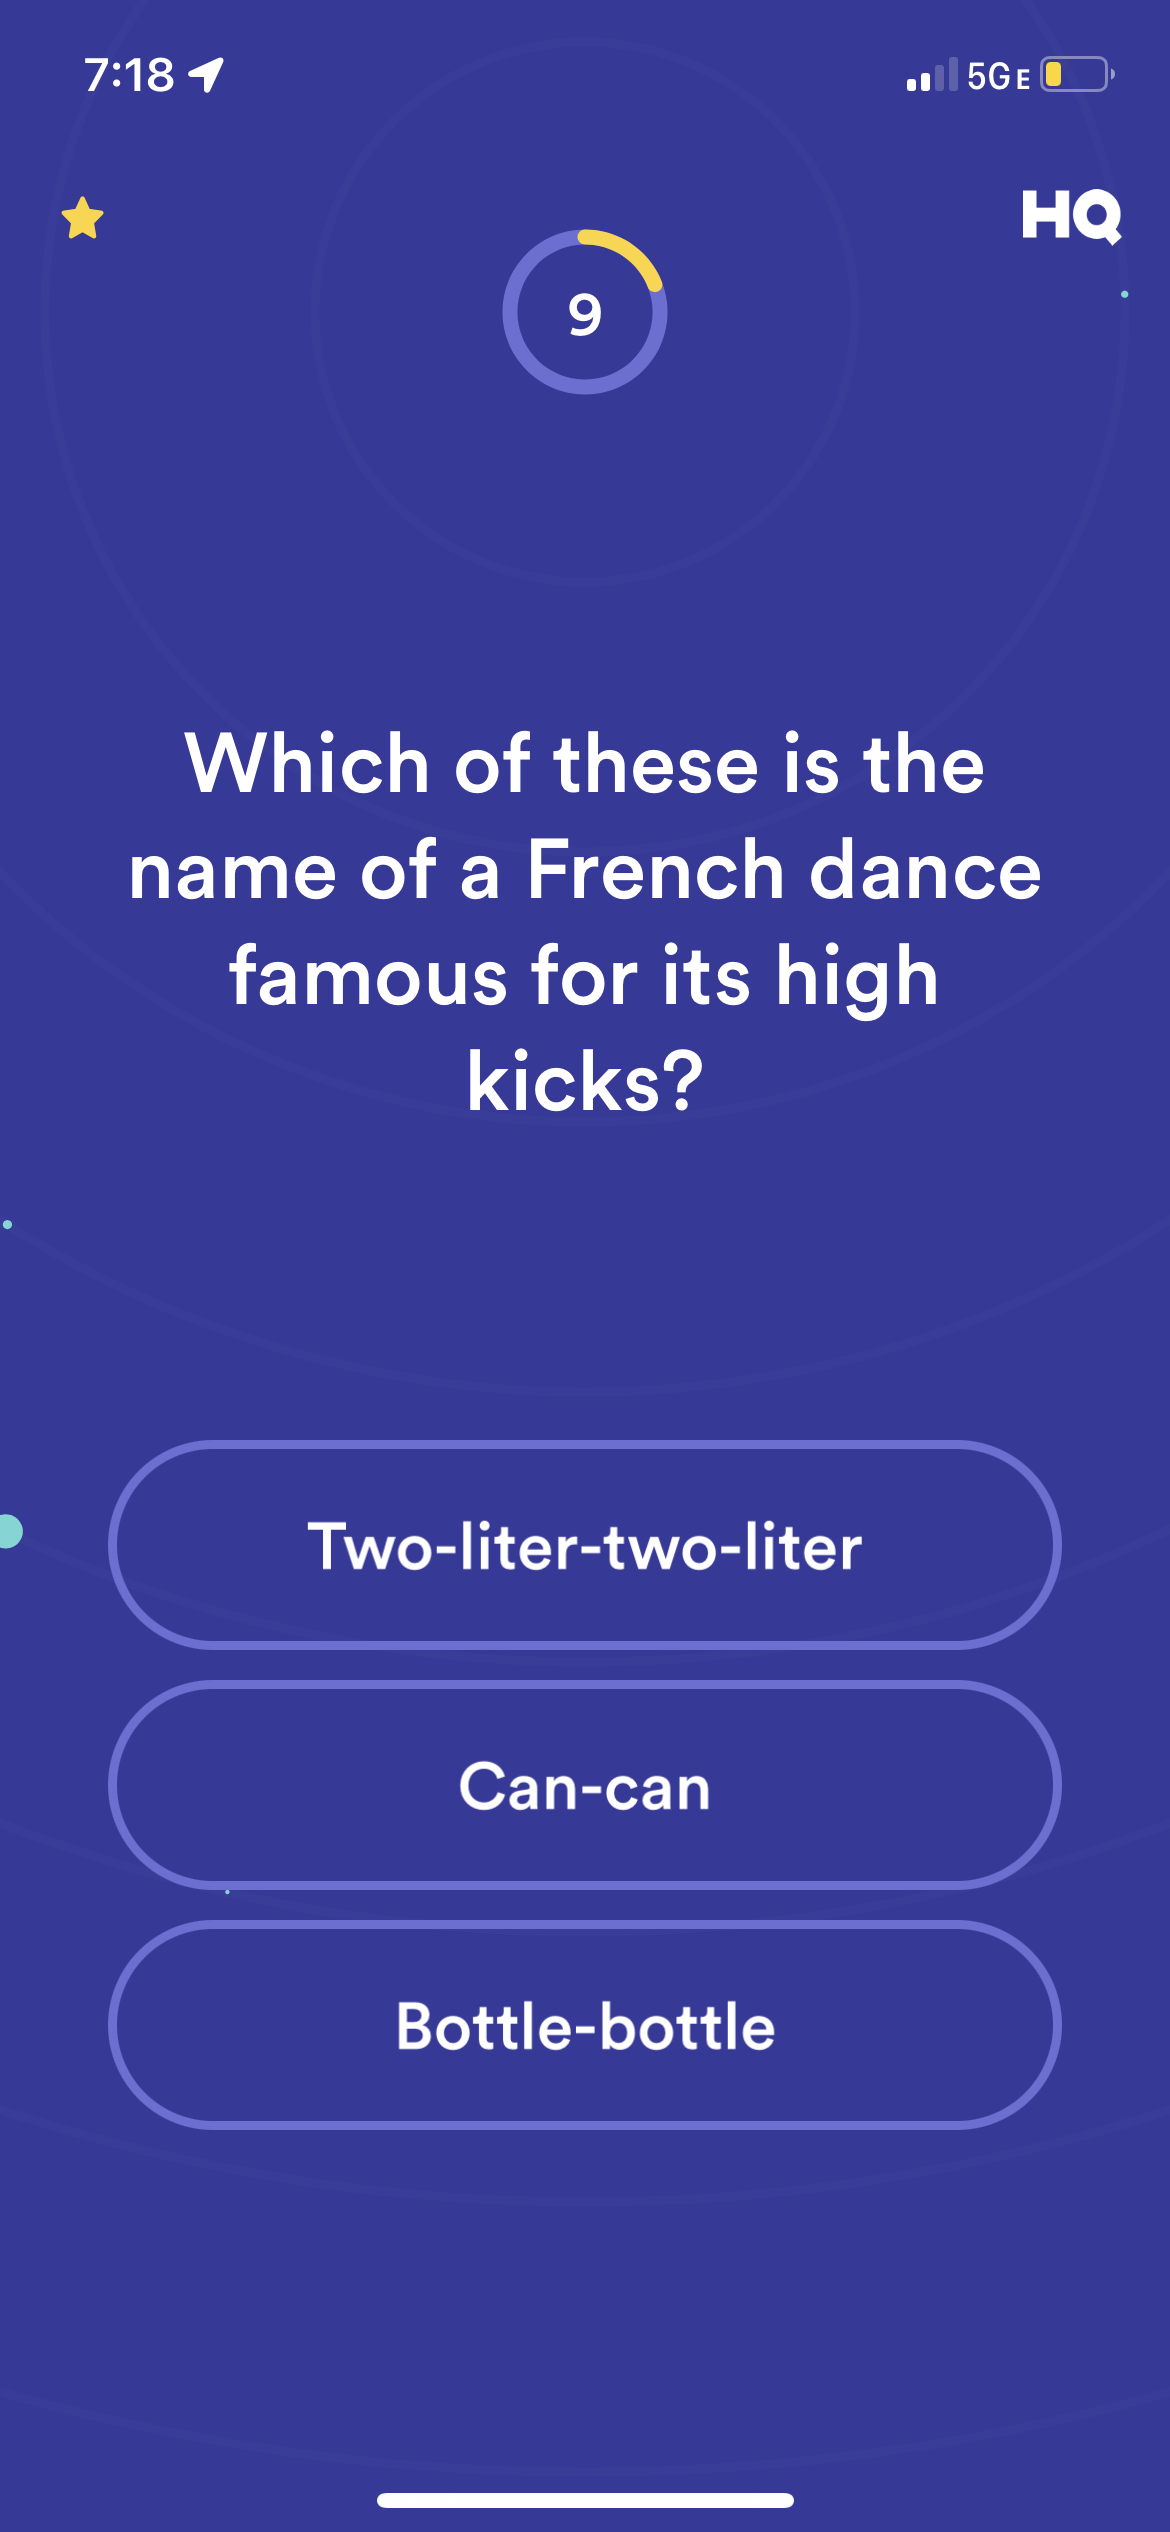 7:18
5GE
HQ
9
Which of these is the
name of a French dance
famous for its high
kicks?
Two-liter-two-liter
Can-can
Bottle-bottle